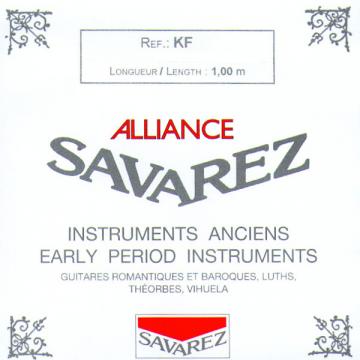 REF.: KF
LONGUEUR / LENGTH : 1,00 m
ALLIANCE
SAVAREZ
INSTRUMENTS ANCIENS
EARLY PERIOD INSTRUMENTS
GUITARES ROMANTIQUES ET BAROQUES, LUTHS,
THÉORBES, VIHUELA
SAVAREZ